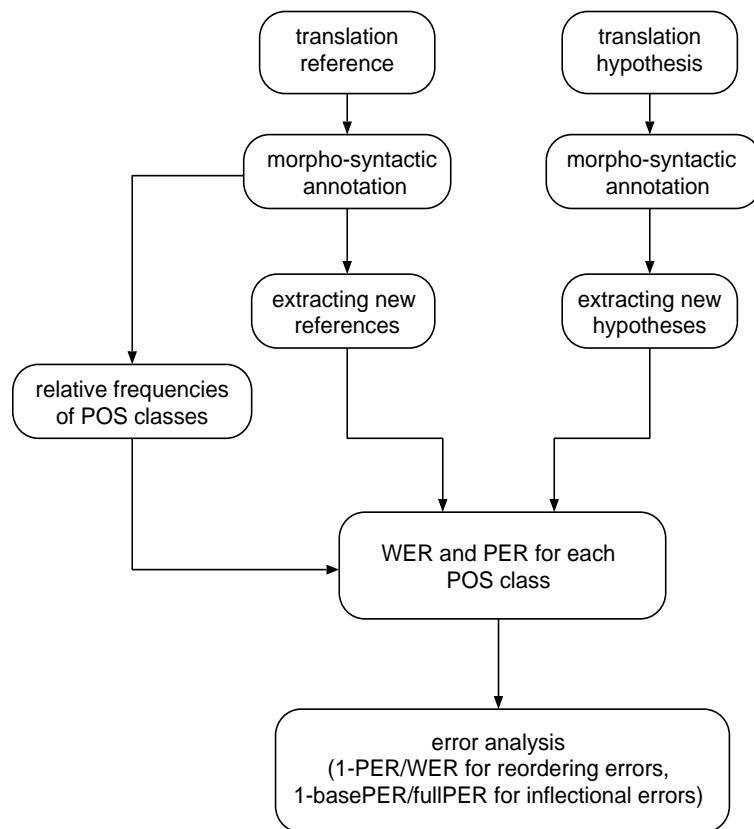 translation
reference
translation
hypothesis
morpho-syntactic
annotation
morpho-syntactic
annotation
extracting new
references
extracting new
hypotheses
relative frequencies
of POS classes
WER and PER for each
POS class
error analysis
(1-PER/WER for reordering errors,
1-basePER/fullPER for inflectional errors)